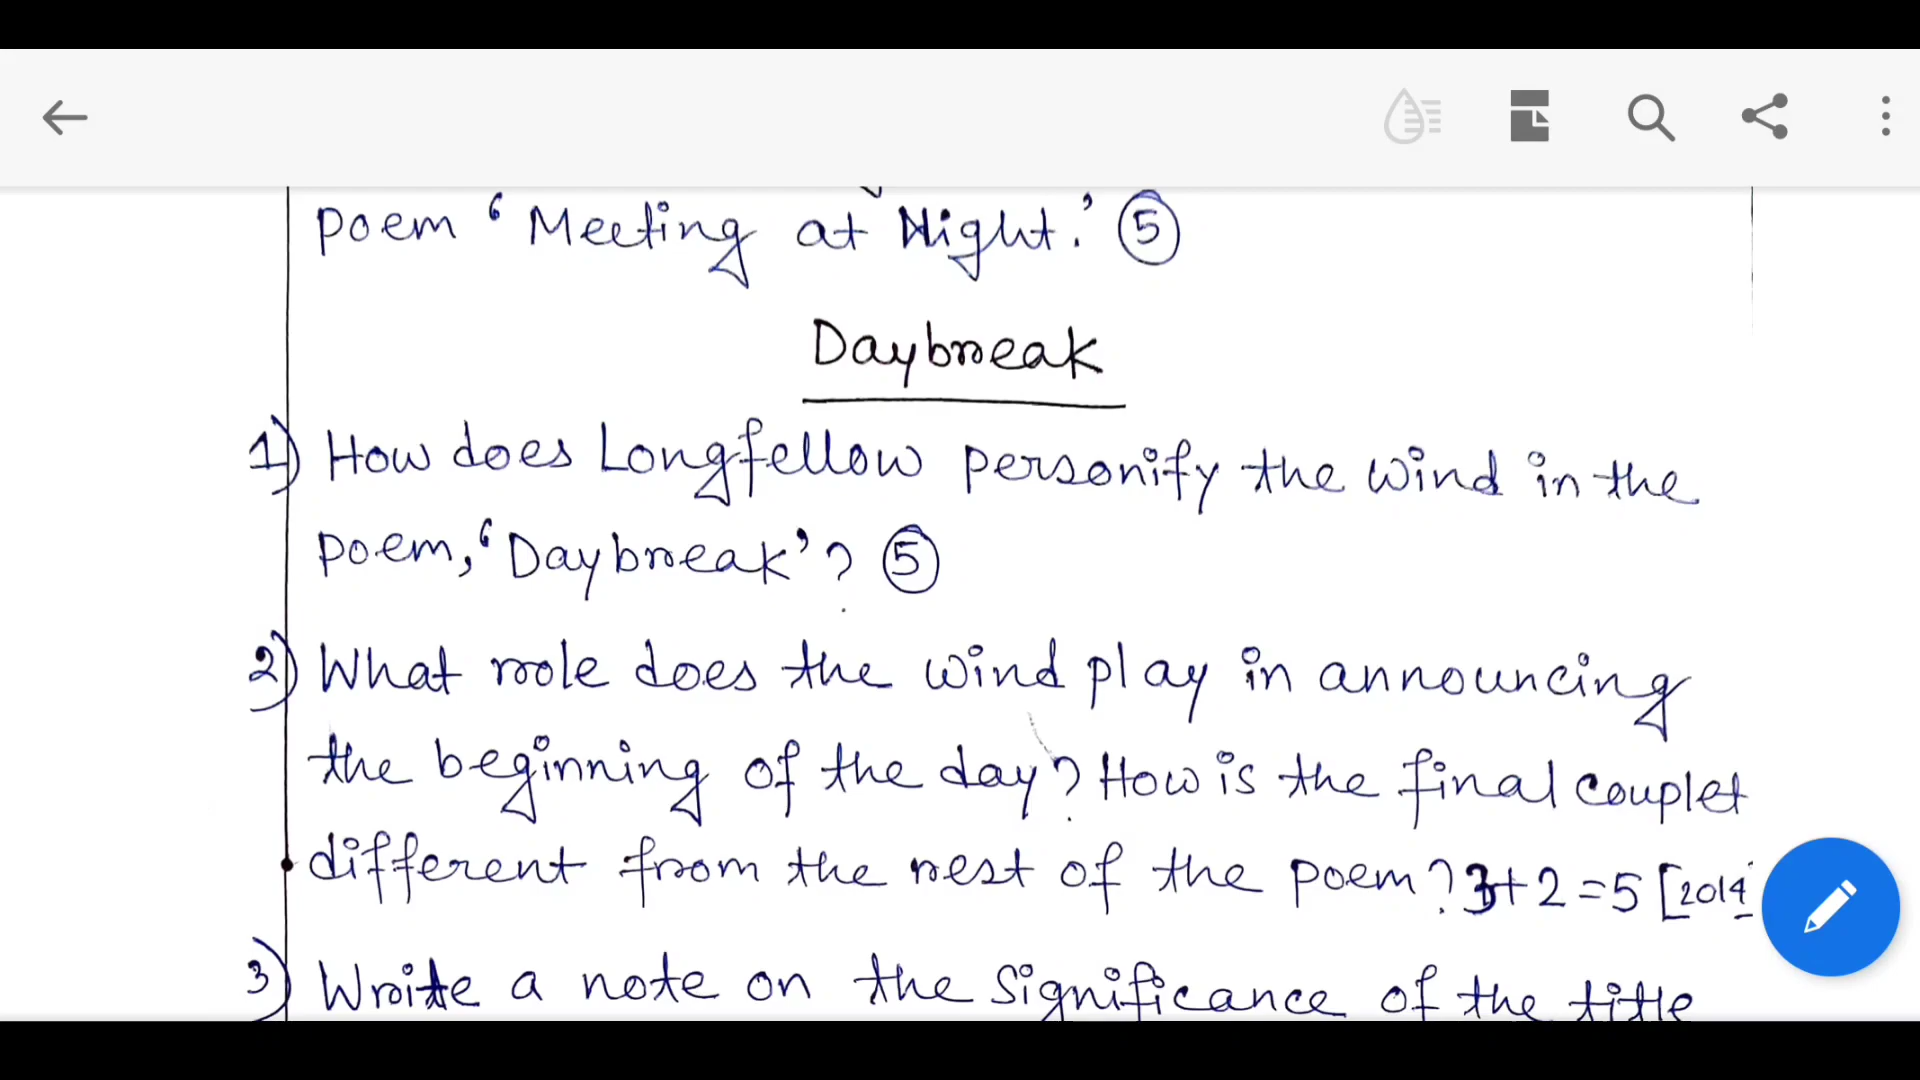 poem 'Meeting at Night.' 5
Daybreak
1) How does Longfellow personify the wind in the
poem, 'Daybreak'? 5
2) What role does the wind play in announcing
the beginning of the day? How is the final couplet
different from the rest of the poem? 3+2=5 [2014
3) Write a note on the significance of the title